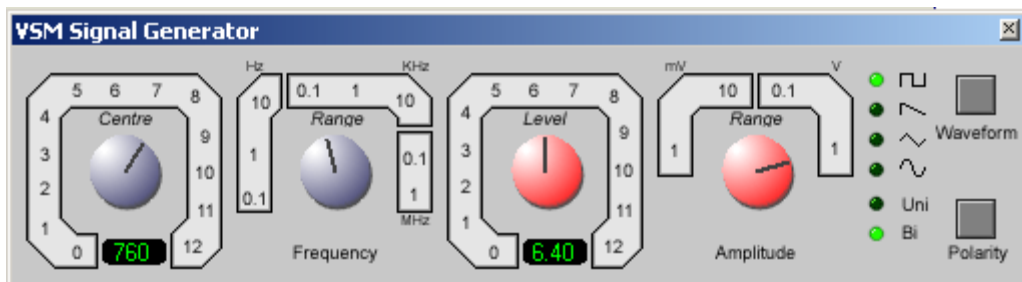 VSM Signal Generator
Hz KHz mV V
5 6 7 0.1 1 5 6 7 10 0.1
4 8 10 10 4 8
Centre Range Level Range Waveform
3 9 1 0.1 3 9 1 1
2 10 2 10
0.1 1
1 11 MHz 1 11 Uni
0 760 12 Frequency 0 6.40 12 Amplitude Bi Polarity